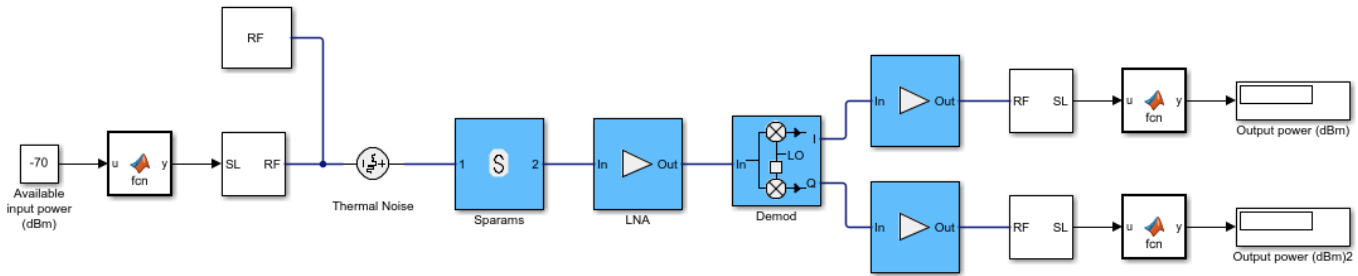 RF
-70
Available
input power
(dBm)
u
y
fcn
SL
RF
Thermal Noise
1
S
2
Sparams
In
Out
LNA
In
LO
I
Q
Demod
In
Out
RF
SL
u
y
fcn
Output power (dBm)
In
Out
RF
SL
u
y
fcn
Output power (dBm)2